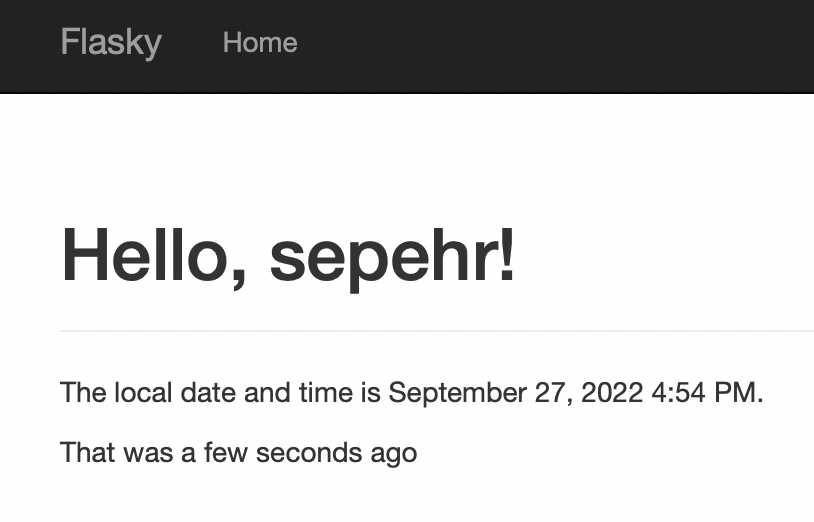 Flasky Home
Hello, sepehr!
The local date and time is September 27, 2022 4:54 PM.
That was a few seconds ago